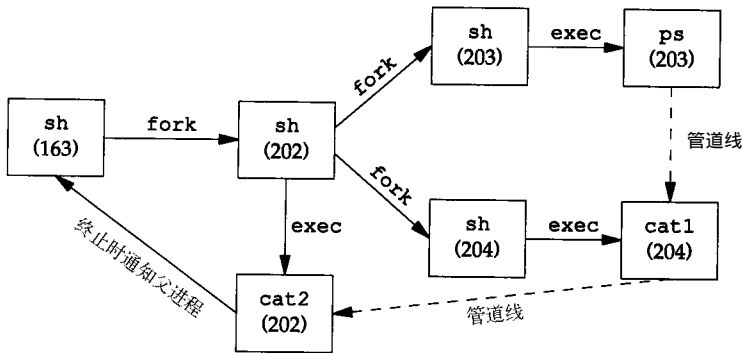 sh
(203)
exec
ps
(203)
fork
sh
(163)
fork
sh
(202)
管道线
fork
exec
sh
(204)
exec
cat1
(204)
终止时通知父进程
cat2
(202)
管道线